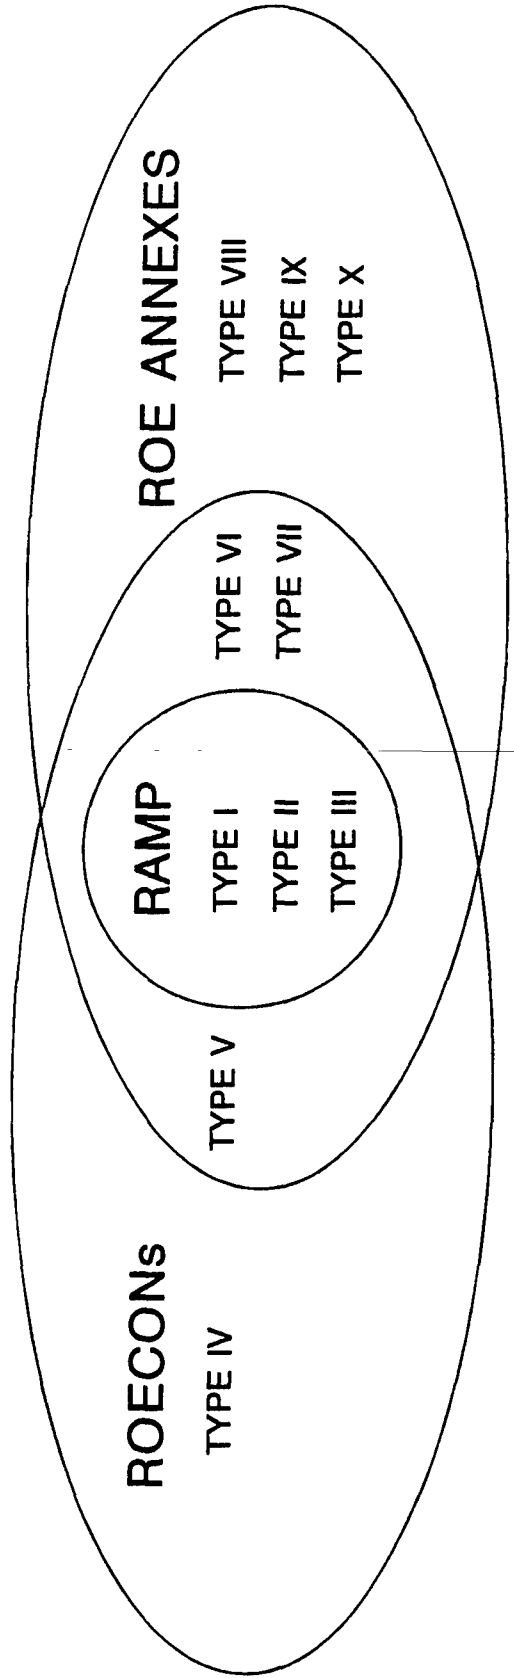 ROECONs
TYPE IV
TYPE V
RAMP
TYPE I
TYPE II
TYPE III
TYPE VI
TYPE VII
ROE ANNEXES
TYPE VIII
TYPE IX
TYPE X